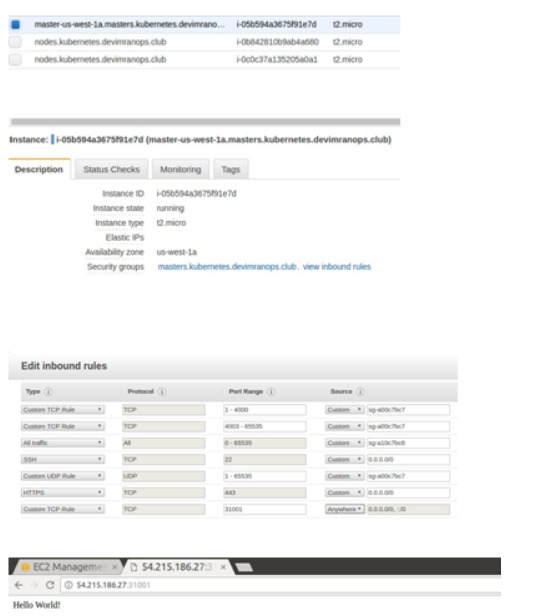 master-us-west-1a.masters.kubernetes.devimrano... i-05b594a3675f91e7d t2.micro
nodes.kubernetes.devimranops.club i-0b842810b9ab4a680 t2.micro
nodes.kubernetes.devimranops.club i-0c0c37a135205a0a1 t2.micro
Instance: i-05b594a3675f91e7d (master-us-west-1a.masters.kubernetes.devimranops.club)
Description Status Checks Monitoring Tags
Instance ID i-05b594a3675f91e7d
Instance state running
Instance type t2.micro
Elastic IPs
Availability zone us-west-1a
Security groups masters.kubernetes.devimranops.club. view inbound rules
Edit inbound rules
Type Protocol Port Range Source
Custom TCP Rule TCP 1 - 4000 Custom sg-a00c7bc7
Custom TCP Rule TCP 4003 - 65535 Custom sg-a00c7bc7
All traffic All 0 - 65535 Custom sg-a10c7bc6
SSH TCP 22 Custom 0.0.0.0/0
Custom UDP Rule UDP 1 - 65535 Custom sg-a00c7bc7
HTTPS TCP 443 Custom 0.0.0.0/0
Custom TCP Rule TCP 31001 Anywhere 0.0.0.0/0, ::/0
EC2 Manageme 54.215.186.27:3
54.215.186.27:31001
Hello World!